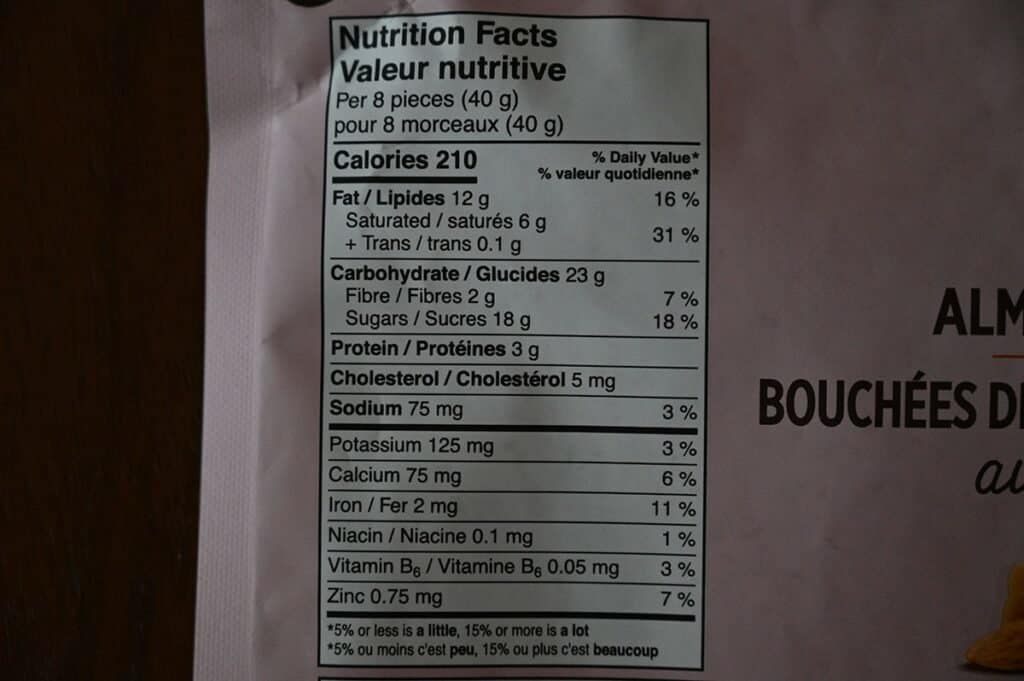 Nutrition Facts
Valeur nutritive
Per 8 pieces (40 g)
pour 8 morceaux (40 g)
Calories 210
% Daily Value*
% valeur quotidienne*
Fat / Lipides 12 g 16 %
Saturated / saturés 6 g
+ Trans / trans 0.1 g 31 %
Carbohydrate / Glucides 23 g
Fibre / Fibres 2 g 7 %
Sugars / Sucres 18 g 18 %
Protein / Protéines 3 g
Cholesterol / Cholestérol 5 mg
Sodium 75 mg 3 %
Potassium 125 mg 3 %
Calcium 75 mg 6 %
Iron / Fer 2 mg 11 %
Niacin / Niacine 0.1 mg 1 %
Vitamin B6 / Vitamine B6 0.05 mg 3 %
Zinc 0.75 mg 7 %
*5% or less is a little, 15% or more is a lot
*5% ou moins c'est peu, 15% ou plus c'est beaucoup
ALM
BOUCHÉES D
au